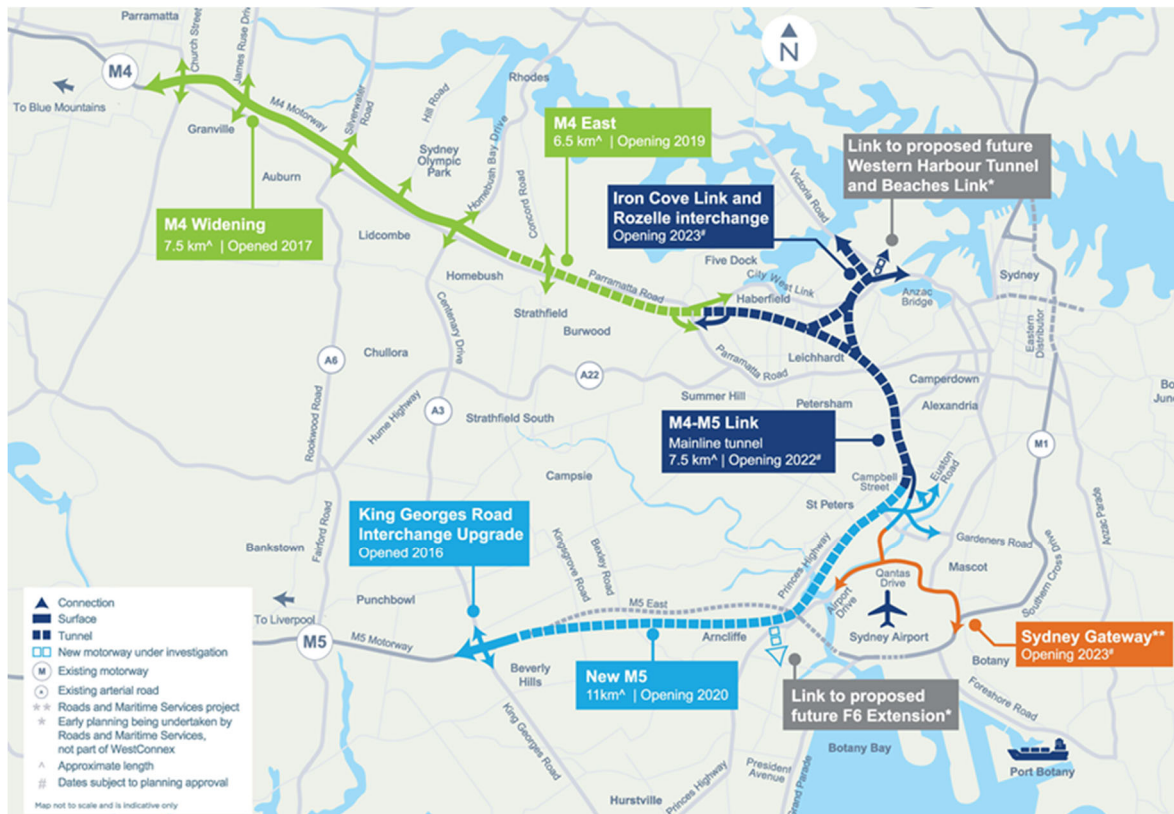 Parramatta
M4
To Blue Mountains
Church Street
James Ruse Drive
M4 Motorway
Granville
Silverwater
Road
Hill Road
Rhodes
Auburn
Sydney
Olympic
Park
Homebush Bay Drive
Concord Road
M4 Widening
7.5 km^ | Opened 2017
Lidcombe
M4 East
6.5 km^ | Opening 2019
N
Victoria Road
Link to proposed future
Western Harbour Tunnel
and Beaches Link*
Iron Cove Link and
Rozelle interchange
Opening 2023#
Homebush
Parramatta Road
Five Dock
City West Link
Haberfield
Anzac
Bridge
Sydney
Eastern
Distributor
Strathfield
Burwood
Centenary Drive
A6
Chullora
A22
Parramatta Road
Leichhardt
Summer Hill
Camperdown
Petersham
Alexandria
Bo
June
Rookwood Road
Hume Highway
A3
Strathfield South
M4-M5 Link
Mainline tunnel
7.5 km^ | Opening 2022#
M1
Campbell
Street
Euston
Road
Campsie
St Peters
Anzac Parade
King Georges Road
Interchange Upgrade
Opened 2016
Fairford Road
Bankstown
Kingsgrove Road
Bexley Road
Princes Highway
Gardeners Road
Mascot
Qantas
Drive
Southern Cross Drive
Airport
Drive
Punchbowl
M5 East
To Liverpool
M5
M5 Motorway
Arncliffe
Sydney Airport
Sydney Gateway**
Opening 2023#
Botany
Beverly
Hills
New M5
11km^ | Opening 2020
Link to proposed
future F6 Extension*
Foreshore Road
King Georges Road
Botany Bay
Port Botany
President
Avenue
Princes Highway
Grand Parade
Hurstville
Connection
Surface
Tunnel
New motorway under investigation
M Existing motorway
Existing arterial road
** Roads and Maritime Services project
* Early planning being undertaken by
Roads and Maritime Services,
not part of WestConnex
^ Approximate length
# Dates subject to planning approval
Map not to scale and is indicative only